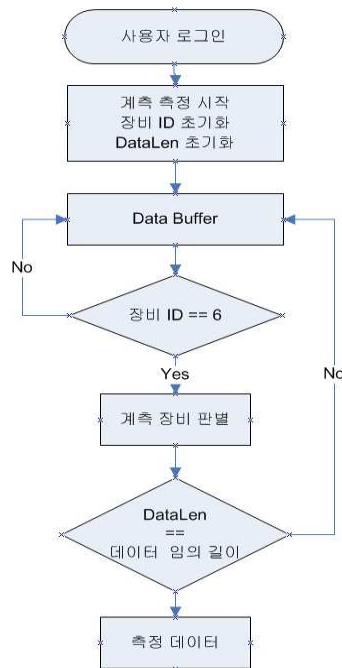 사용자 로그인
계측 측정 시작
장비 ID 초기화
DataLen 초기화
Data Buffer
No
장비 ID == 6
Yes
No
계측 장비 판별
DataLen
==
데이터 임의 길이
측정 데이터